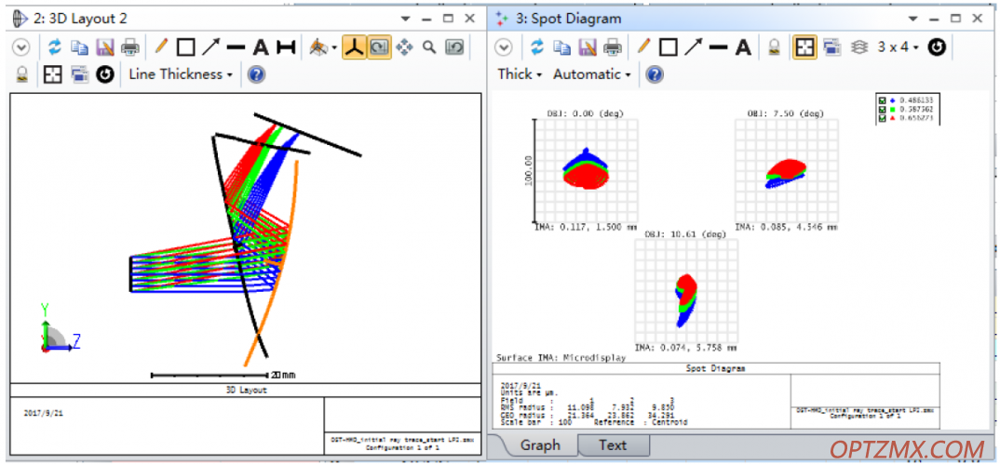 2: 3D Layout 2
Line Thickness
Y
Z
20 mm
3D Layout
2017/9/21
OST-HMD_initial ray trace_start LPI.zmx
Configuration 1 of 1
3: Spot Diagram
3 x 4
Thick
Automatic
0.486133
0.587562
0.656273
OBJ: 0.00 (deg)
OBJ: 7.50 (deg)
100.00
IMA: 0.117, 1.500 mm
IMA: 0.085, 4.546 mm
OBJ: 10.61 (deg)
IMA: 0.074, 5.758 mm
Surface IMA: Microdisplay
Spot Diagram
2017/9/21
Units are µm.
Field : 1 2 3
RMS radius : 11.098 7.932 9.830
GEO radius : 21.364 23.862 34.291
Scale bar : 100 Reference : Centroid
OST-HMD_initial ray trace_start LPI.zmx
Configuration 1 of 1
Graph
Text
OPTZMX.COM